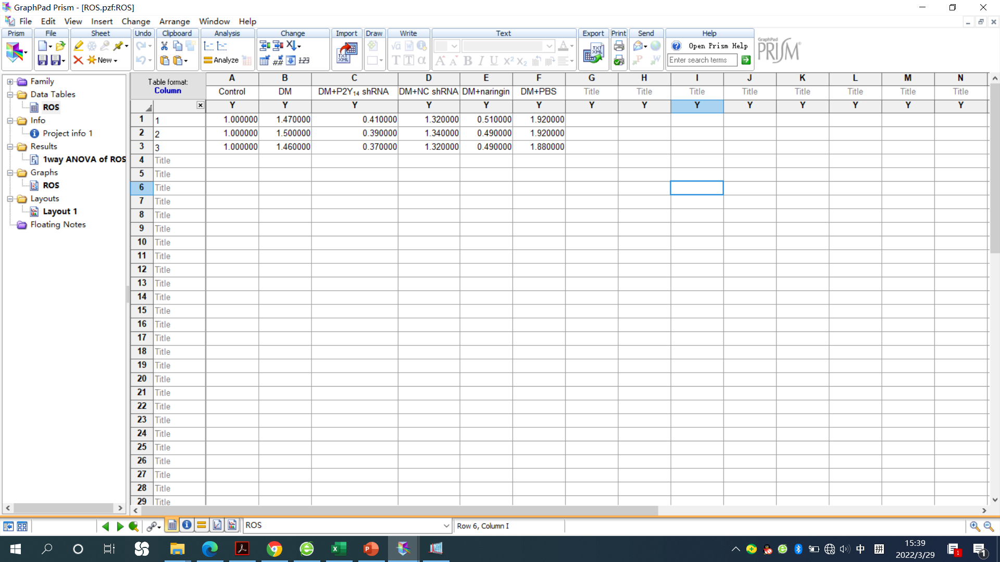 GraphPad Prism - [ROS.pzf:ROS]
File Edit View Insert Change Arrange Window Help
Prism File Sheet Undo Clipboard Analysis Change Import Draw Write Text Export Print Send Help
Open Prism Help
GraphPad PRISM
New
Analyze
Enter search terms
Family
Data Tables
ROS
Info
Project info 1
Results
1way ANOVA of ROS
Graphs
ROS
Layouts
Layout 1
Floating Notes
Table format:
Column
A B C D E F G H I J K L M N
Control DM DM+P2Y₁₄ shRNA DM+NC shRNA DM+naringin DM+PBS Title Title Title Title Title Title Title Title
Y Y Y Y Y Y Y Y Y Y Y Y Y Y
1 1 1.000000 1.470000 0.410000 1.320000 0.510000 1.920000
2 2 1.000000 1.500000 0.390000 1.340000 0.490000 1.920000
3 3 1.000000 1.460000 0.370000 1.320000 0.490000 1.880000
4 Title
5 Title
6 Title
7 Title
8 Title
9 Title
10 Title
11 Title
12 Title
13 Title
14 Title
15 Title
16 Title
17 Title
18 Title
19 Title
20 Title
21 Title
22 Title
23 Title
24 Title
25 Title
26 Title
27 Title
28 Title
29 Title
ROS
Row 6, Column I
中 拼
15:39
2022/3/29
1
1